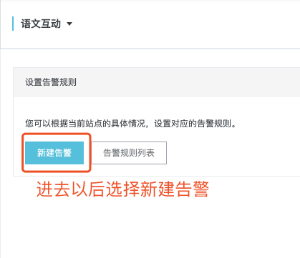 语文互动
设置告警规则
您可以根据当前站点的具体情况，设置对应的告警规则。
新建告警
告警规则列表
进去以后选择新建告警